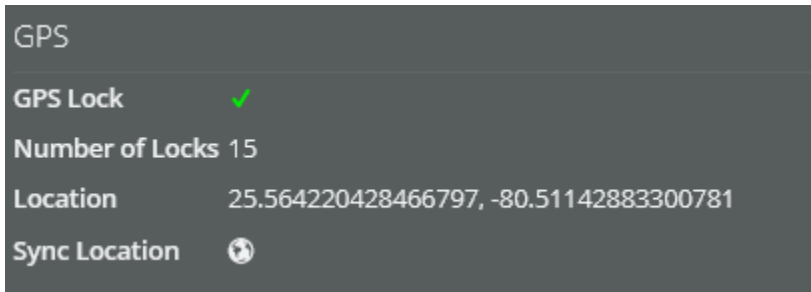 GPS
GPS Lock
Number of Locks 15
Location 25.564220428466797, -80.51142883300781
Sync Location